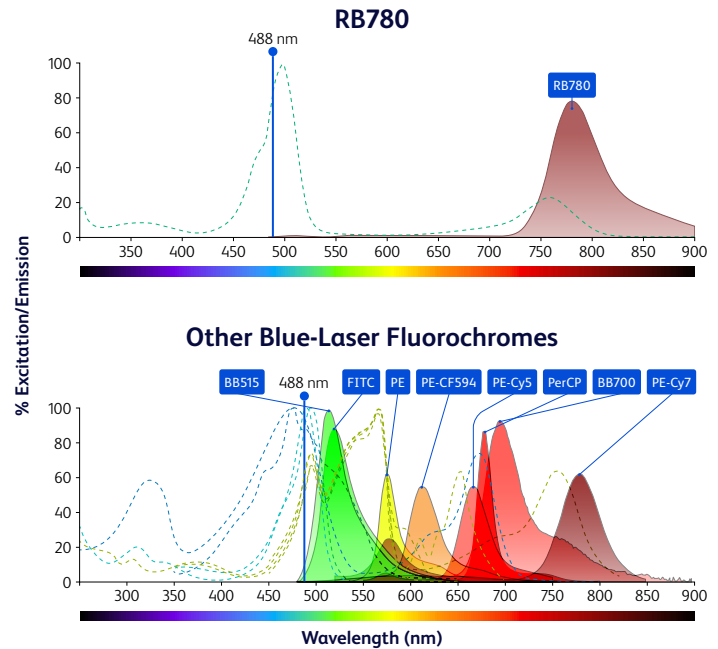 RB780
488 nm
% Excitation/Emission
100
80
60
40
20
0
RB780
350 400 450 500 550 600 650 700 750 800 850 900
Other Blue-Laser Fluorochromes
BB515 488 nm FITC PE PE-CF594 PE-Cy5 PerCP BB700 PE-Cy7
100
80
60
40
20
0
300 350 400 450 500 550 600 650 700 750 800 850 900
Wavelength (nm)